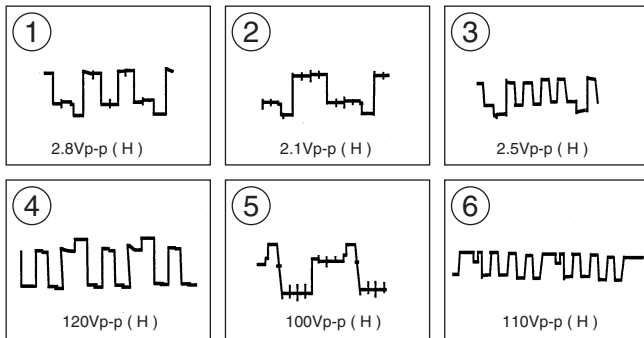 1
2
3
2.8Vp-p ( H )
2.1Vp-p ( H )
2.5Vp-p ( H )
4
5
6
120Vp-p ( H )
100Vp-p ( H )
110Vp-p ( H )